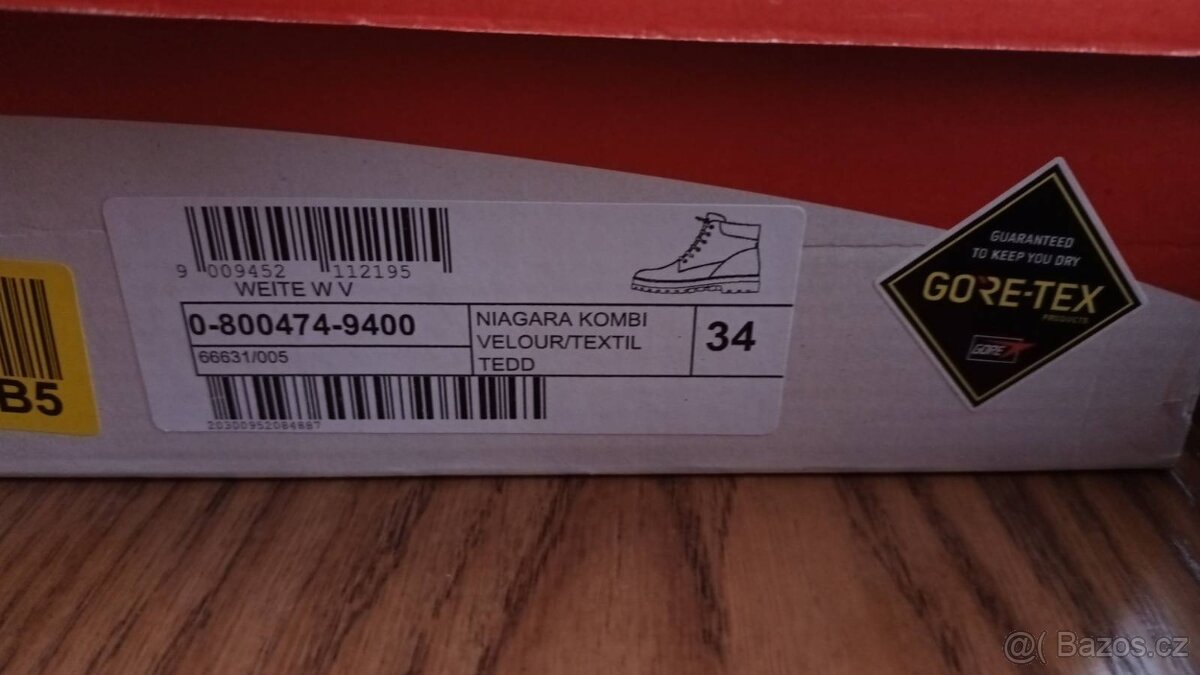 9 009452 112195
WEITE W V
0-800474-9400
66631/005
NIAGARA KOMBI
VELOUR/TEXTIL
TEDD
34
20300952084887
B5
GUARANTEED
TO KEEP YOU DRY
GORE-TEX
PRODUCTS
GORE
@( Bazos.cz